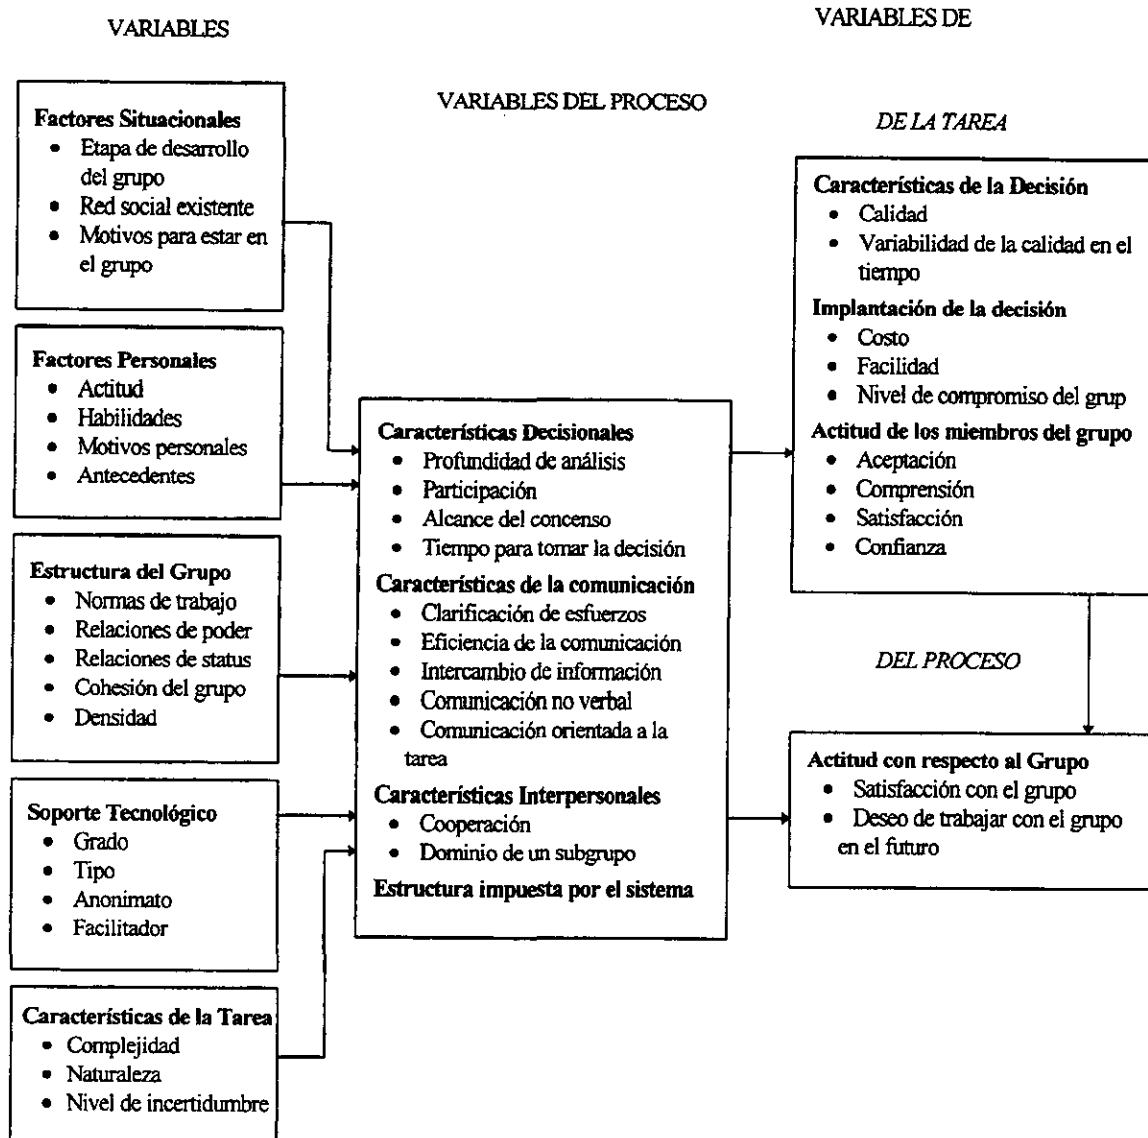 VARIABLES
VARIABLES DE
VARIABLES DEL PROCESO
DE LA TAREA
Factores Situacionales
• Etapa de desarrollo
del grupo
• Red social existente
• Motivos para estar en
el grupo
Factores Personales
• Actitud
• Habilidades
• Motivos personales
• Antecedentes
Estructura del Grupo
• Normas de trabajo
• Relaciones de poder
• Relaciones de status
• Cohesión del grupo
• Densidad
Soporte Tecnológico
• Grado
• Tipo
• Anonimato
• Facilitador
Características de la Tarea
• Complejidad
• Naturaleza
• Nivel de incertidumbre
Características Decisionales
• Profundidad de análisis
• Participación
• Alcance del concenso
• Tiempo para tomar la decisión
Características de la comunicación
• Clarificación de esfuerzos
• Eficiencia de la comunicación
• Intercambio de información
• Comunicación no verbal
• Comunicación orientada a la
tarea
Características Interpersonales
• Cooperación
• Dominio de un subgrupo
Estructura impuesta por el sistema
Características de la Decisión
• Calidad
• Variabilidad de la calidad en el
tiempo
Implantación de la decisión
• Costo
• Facilidad
• Nivel de compromiso del grup
Actitud de los miembros del grupo
• Aceptación
• Comprensión
• Satisfacción
• Confianza
DEL PROCESO
Actitud con respecto al Grupo
• Satisfacción con el grupo
• Deseo de trabajar con el grupo
en el futuro